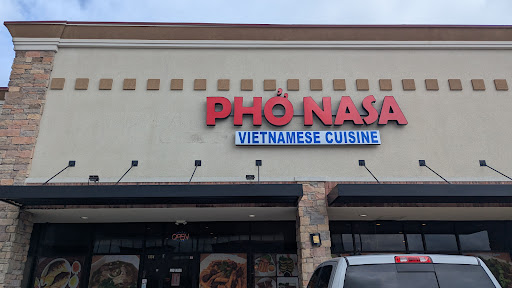 PHỞ NASA
VIETNAMESE CUISINE
OPEN